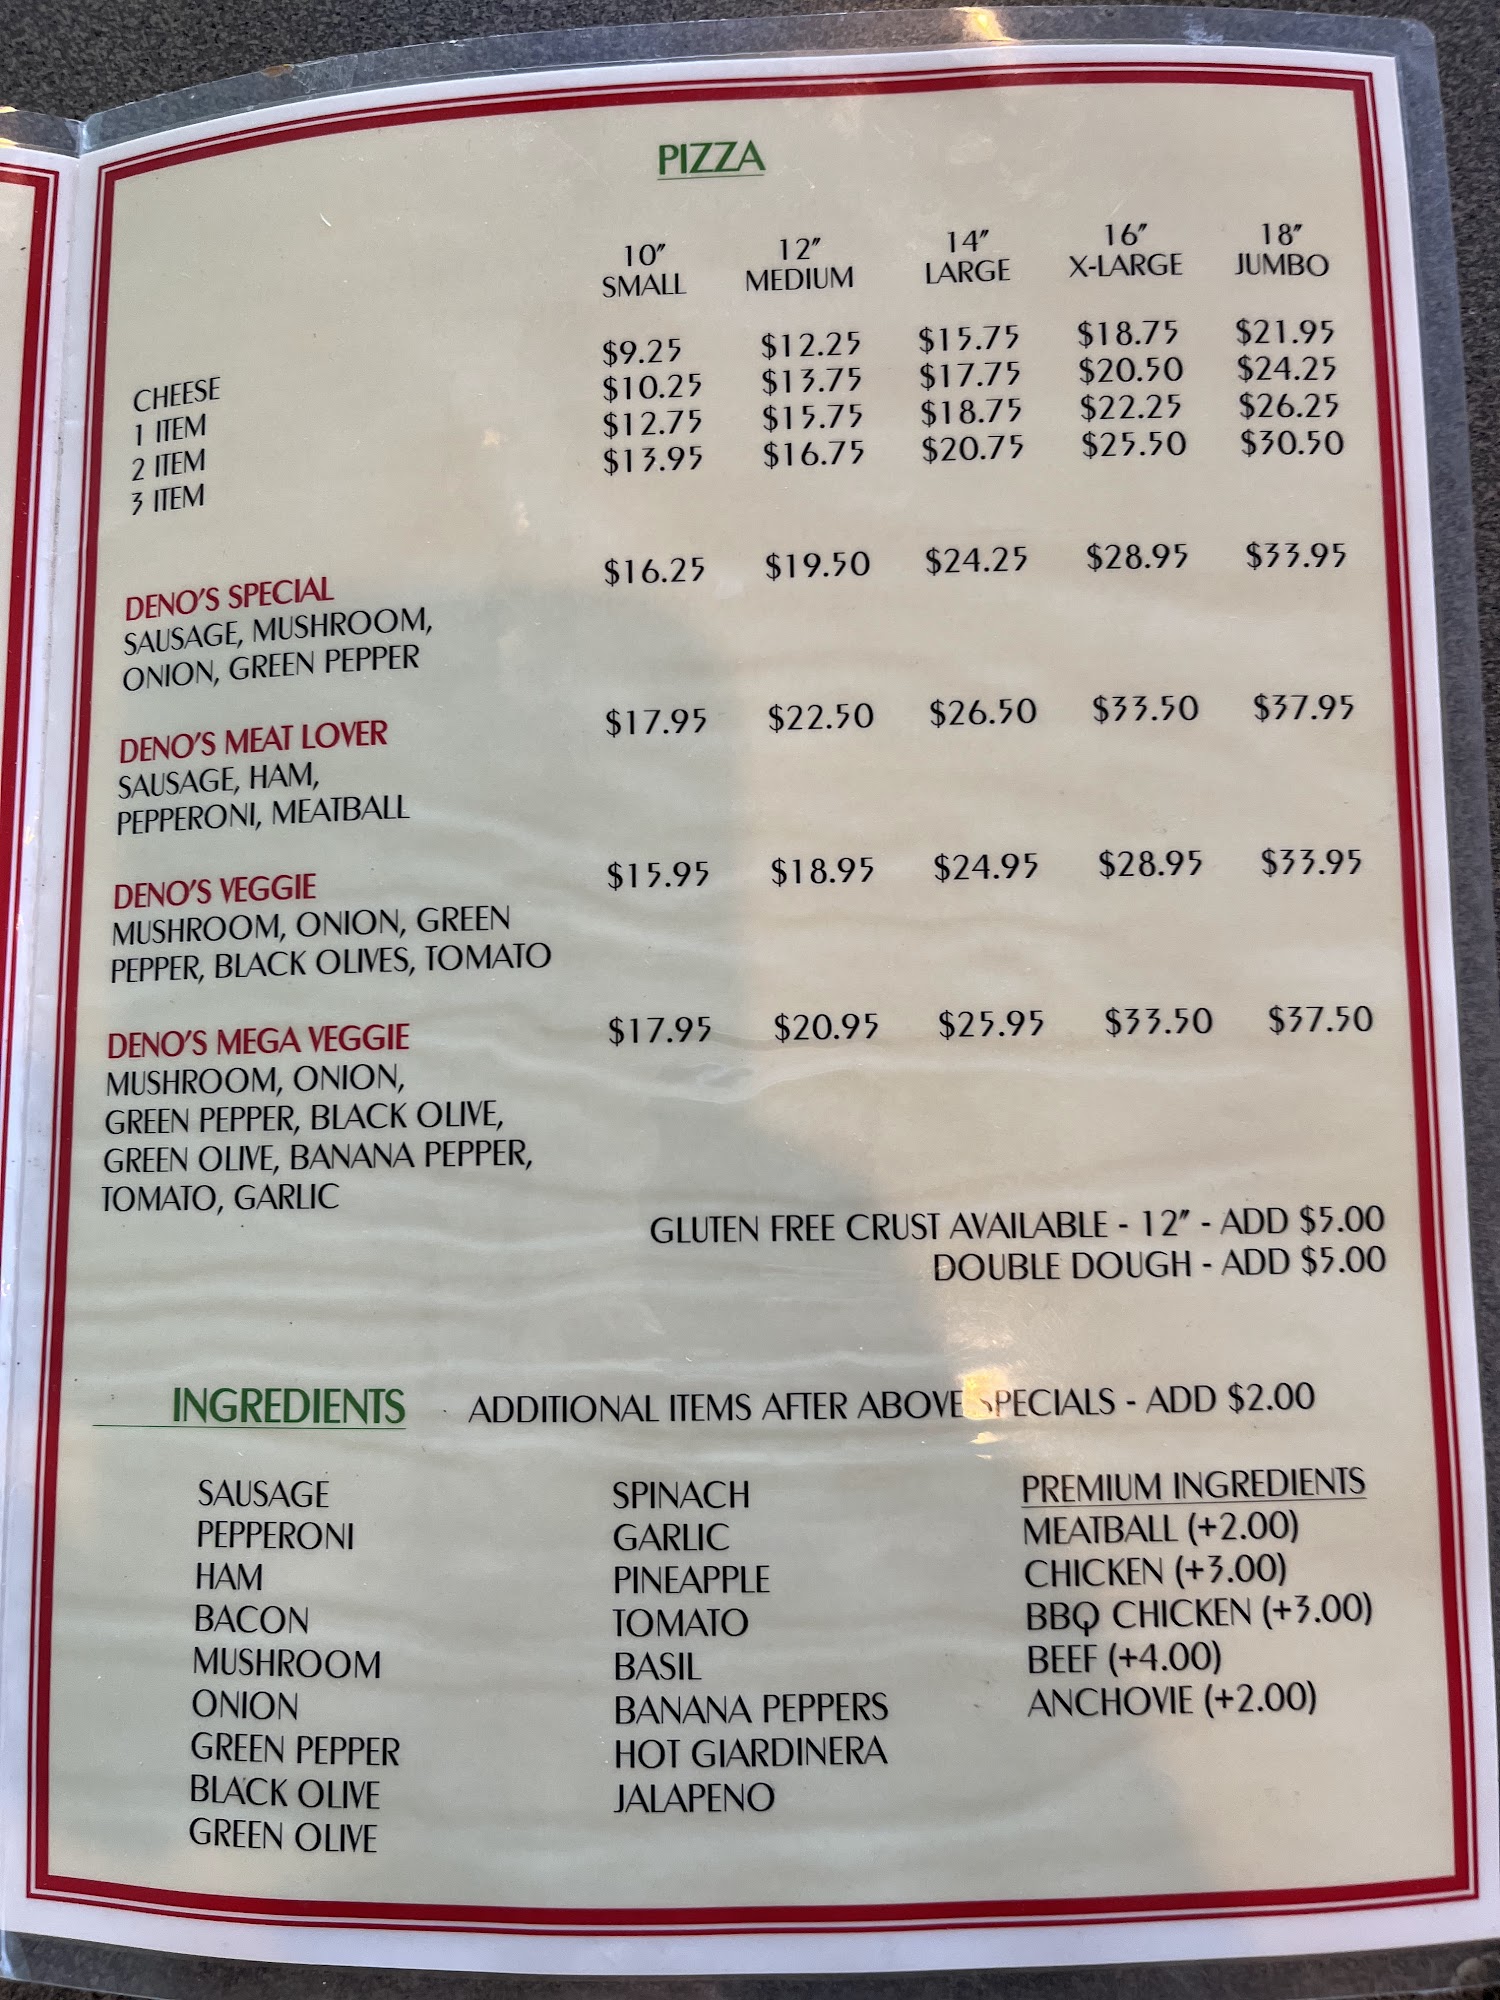 PIZZA
10" 12" 14" 16" 18"
SMALL MEDIUM LARGE X-LARGE JUMBO
CHEESE $9.25 $12.25 $15.75 $18.75 $21.95
1 ITEM $10.25 $13.75 $17.75 $20.50 $24.25
2 ITEM $12.75 $15.75 $18.75 $22.25 $26.25
3 ITEM $13.95 $16.75 $20.75 $25.50 $30.50
DENO'S SPECIAL $16.25 $19.50 $24.25 $28.95 $33.95
SAUSAGE, MUSHROOM,
ONION, GREEN PEPPER
DENO'S MEAT LOVER $17.95 $22.50 $26.50 $33.50 $37.95
SAUSAGE, HAM,
PEPPERONI, MEATBALL
DENO'S VEGGIE $15.95 $18.95 $24.95 $28.95 $33.95
MUSHROOM, ONION, GREEN
PEPPER, BLACK OLIVES, TOMATO
DENO'S MEGA VEGGIE $17.95 $20.95 $25.95 $33.50 $37.50
MUSHROOM, ONION,
GREEN PEPPER, BLACK OLIVE,
GREEN OLIVE, BANANA PEPPER,
TOMATO, GARLIC
GLUTEN FREE CRUST AVAILABLE - 12" - ADD $5.00
DOUBLE DOUGH - ADD $5.00
INGREDIENTS ADDITIONAL ITEMS AFTER ABOVE SPECIALS - ADD $2.00
SAUSAGE
PEPPERONI
HAM
BACON
MUSHROOM
ONION
GREEN PEPPER
BLACK OLIVE
GREEN OLIVE
SPINACH
GARLIC
PINEAPPLE
TOMATO
BASIL
BANANA PEPPERS
HOT GIARDINERA
JALAPENO
PREMIUM INGREDIENTS
MEATBALL (+2.00)
CHICKEN (+3.00)
BBQ CHICKEN (+3.00)
BEEF (+4.00)
ANCHOVIE (+2.00)